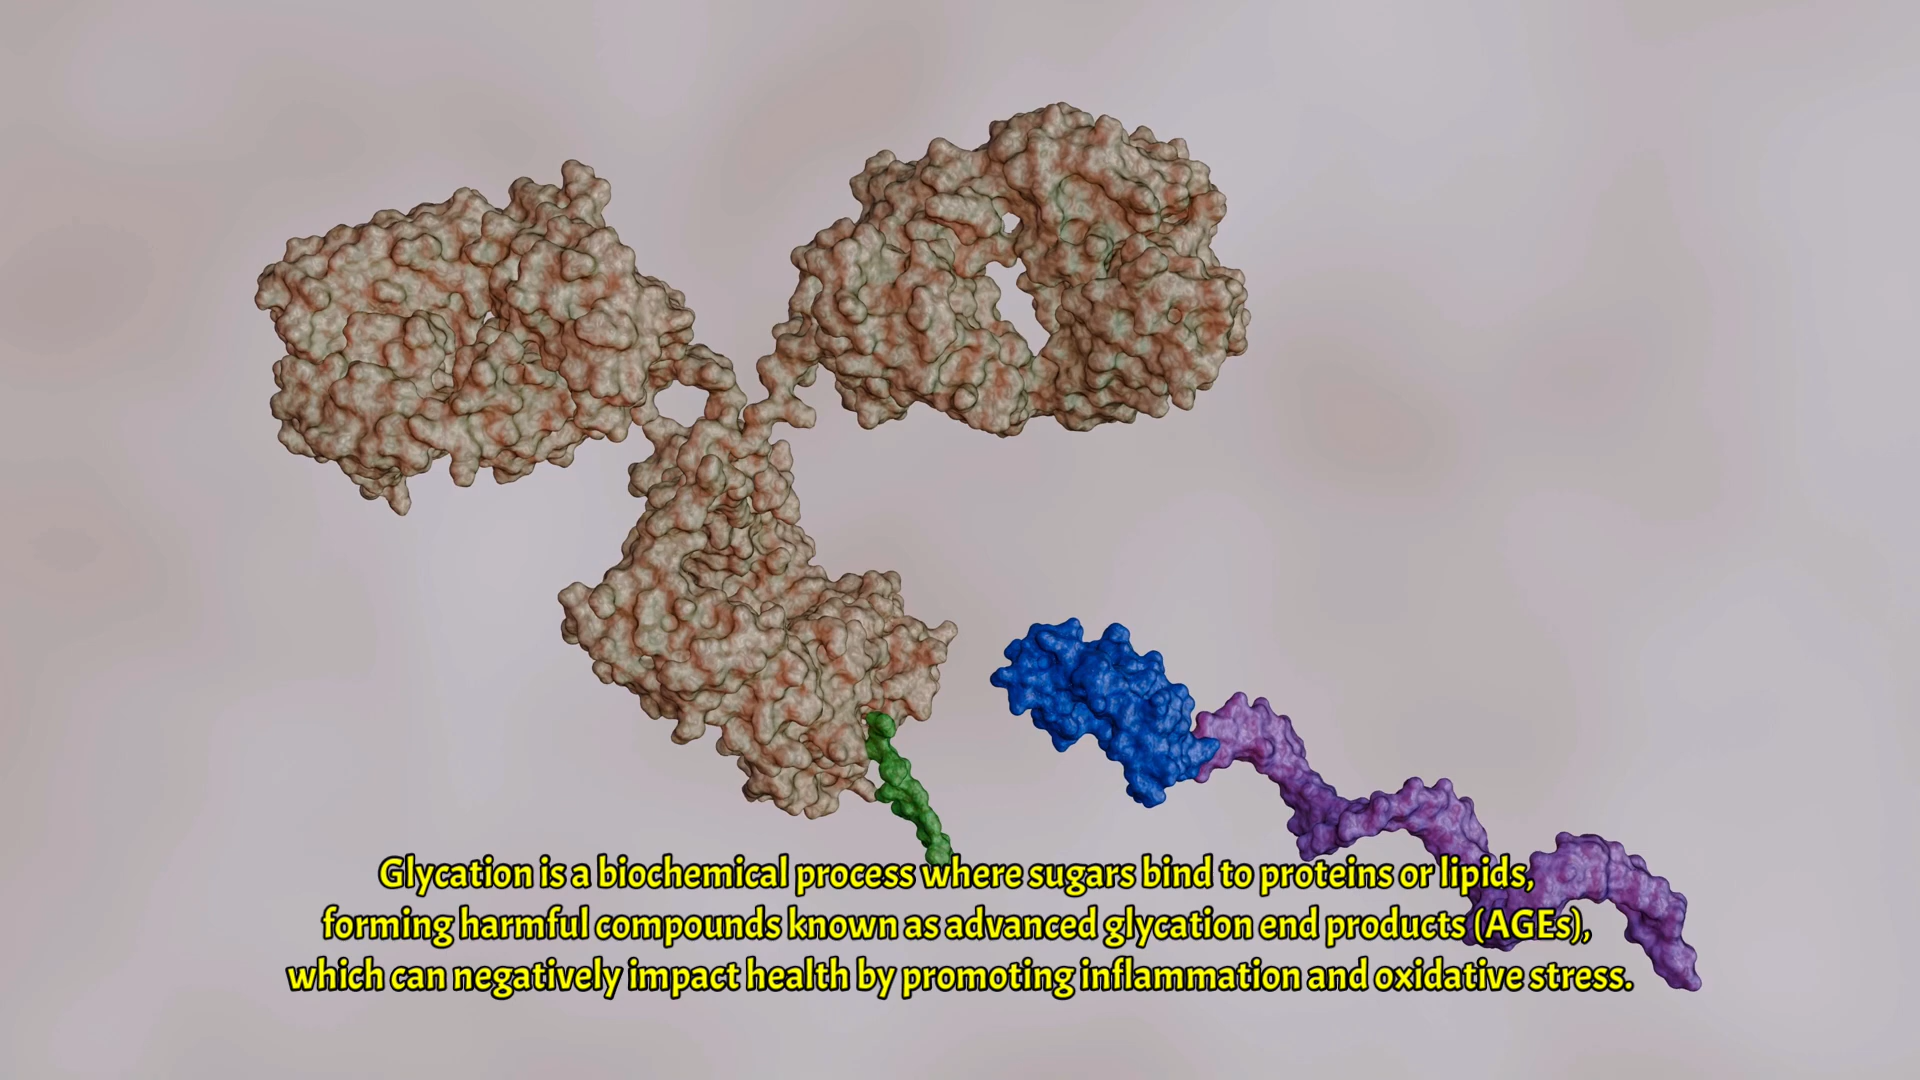 Glycation is a biochemical process where sugars bind to proteins or lipids,
forming harmful compounds known as advanced glycation end products (AGEs),
which can negatively impact health by promoting inflammation and oxidative stress.